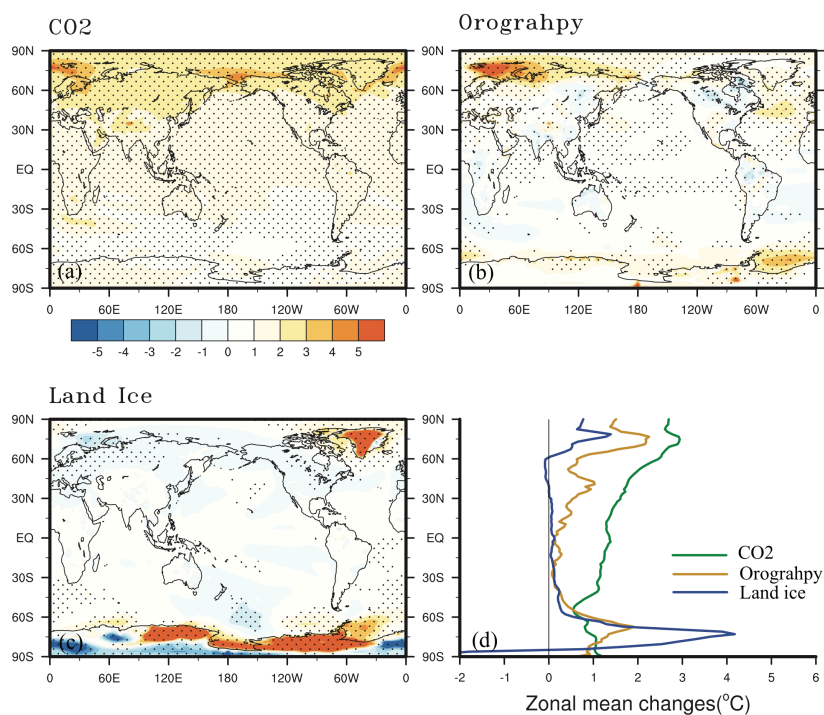 CO2
Orograhpy
90N
60N
30N
EQ
30S
60S
90S
(a)
0 60E 120E 180 120W 60W 0
90N
60N
30N
EQ
30S
60S
90S
(b)
0 60E 120E 180 120W 60W 0
-5 -4 -3 -2 -1 0 1 2 3 4 5
Land Ice
90N
60N
30N
EQ
30S
60S
90S
(c)
0 60E 120E 180 120W 60W 0
90N
60N
30N
EQ
30S
60S
90S
CO2
Orograhpy
Land ice
(d)
-2 -1 0 1 2 3 4 5 6
Zonal mean changes(°C)